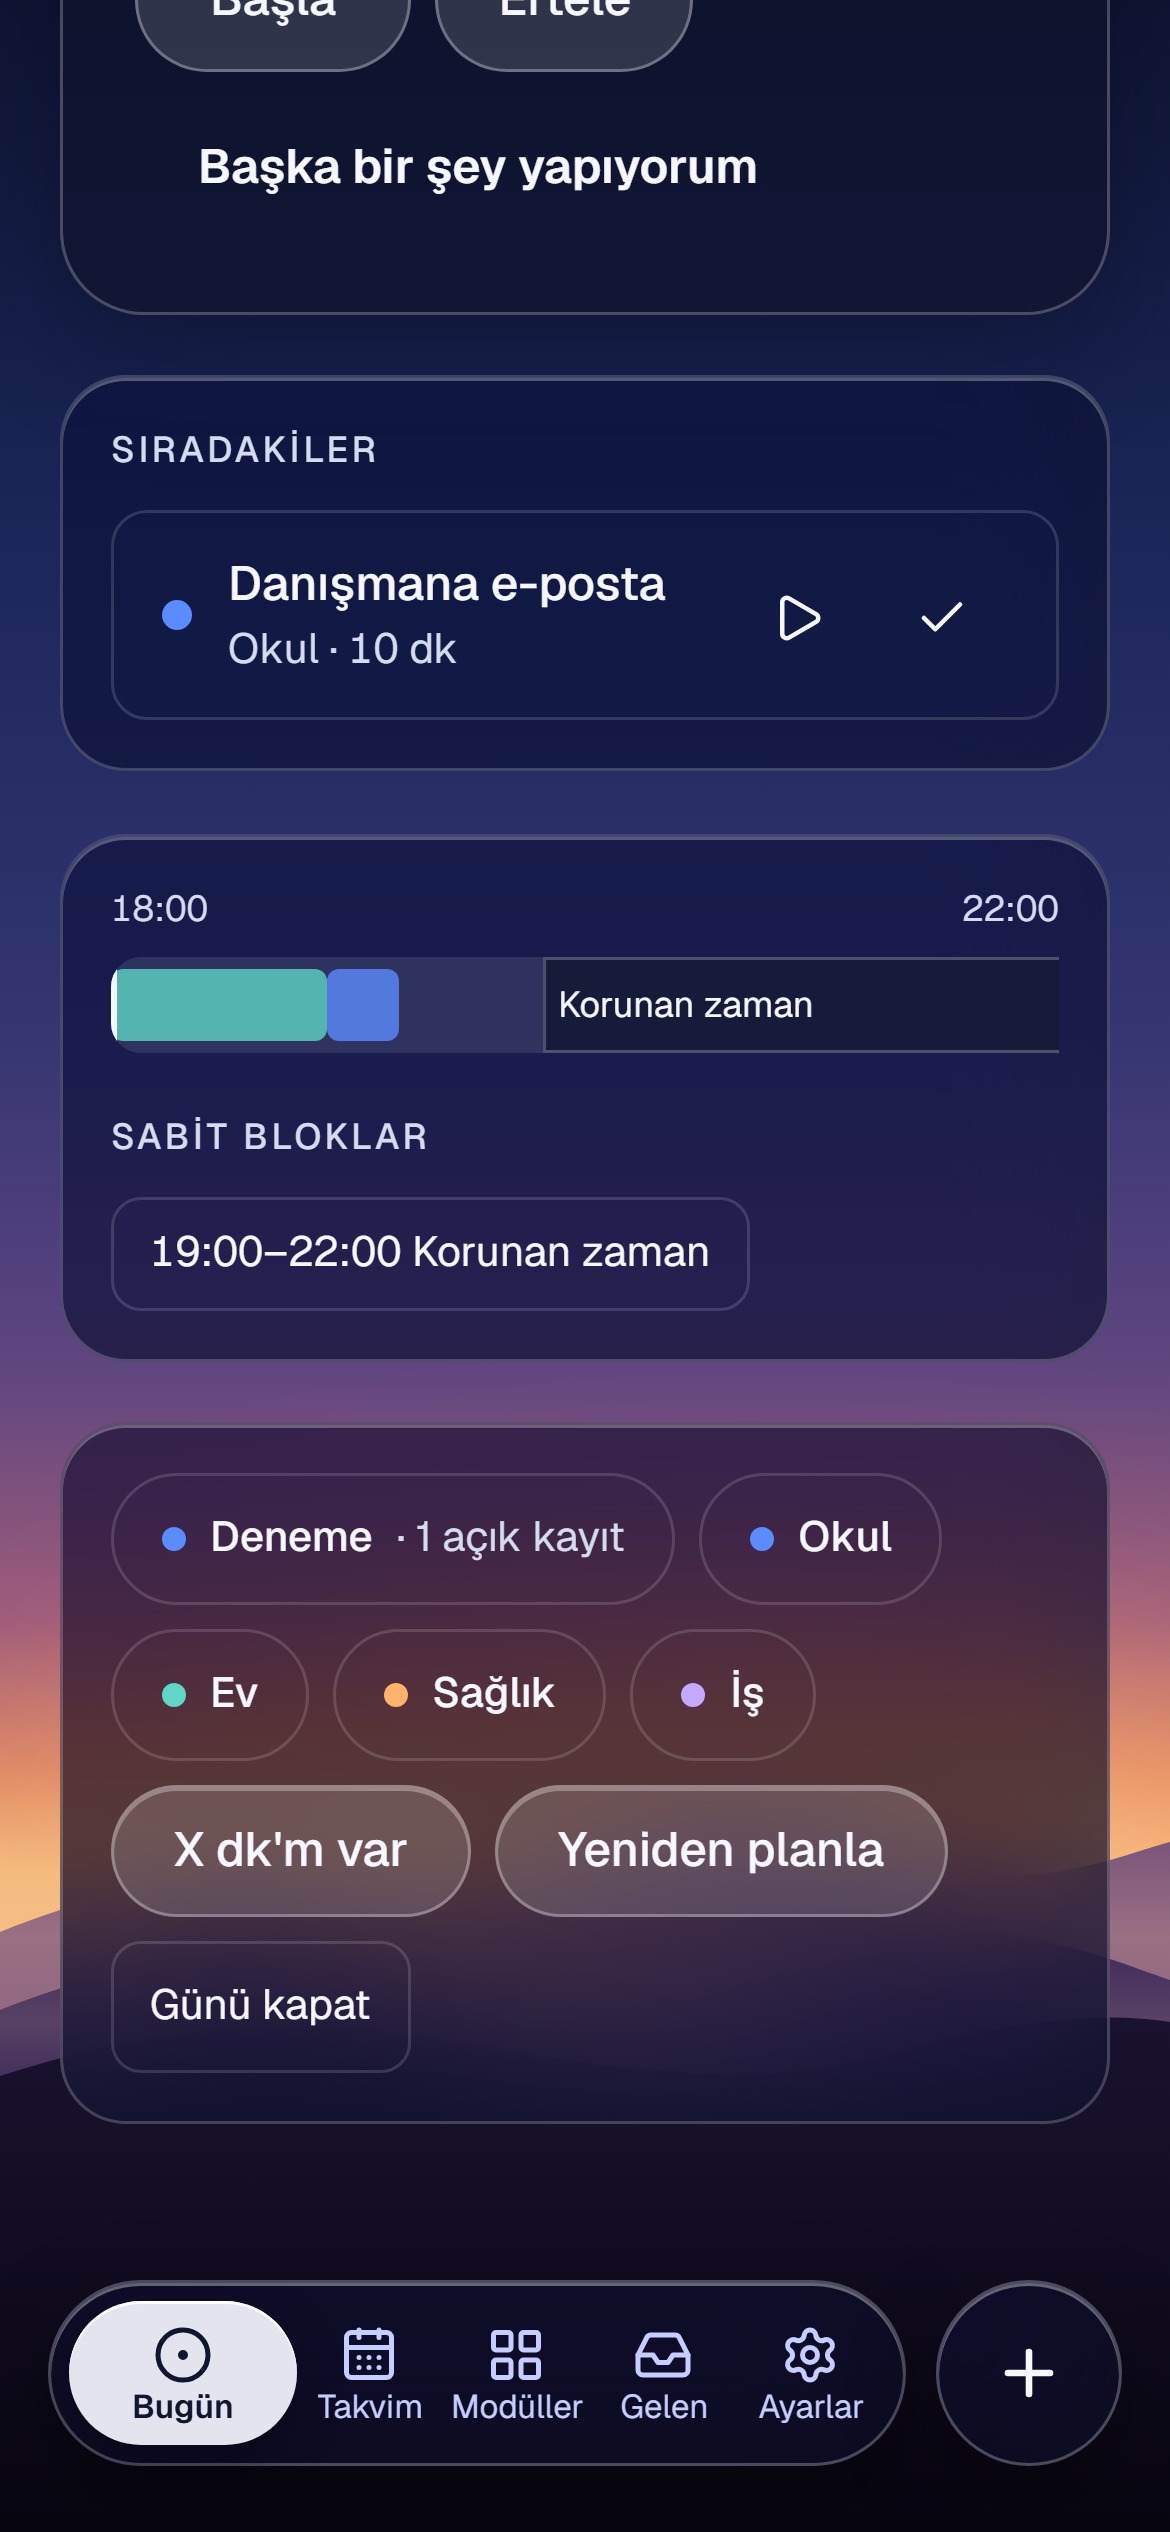 Başla Ertele
Başka bir şey yapıyorum
SIRADAKİLER
Danışmana e-posta
Okul · 10 dk
18:00 22:00
Korunan zaman
SABİT BLOKLAR
19:00–22:00 Korunan zaman
Deneme · 1 açık kayıt Okul
Ev Sağlık İş
X dk'm var Yeniden planla
Günü kapat
Bugün Takvim Modüller Gelen Ayarlar